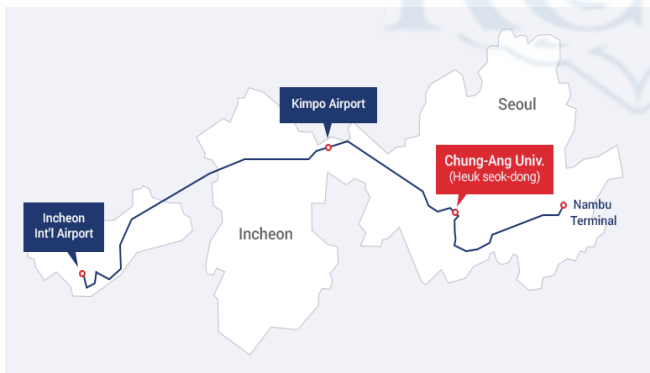 Kimpo Airport
Seoul
Chung-Ang Univ.
(Heuk seok-dong)
Nambu
Terminal
Incheon
Int'l Airport
Incheon